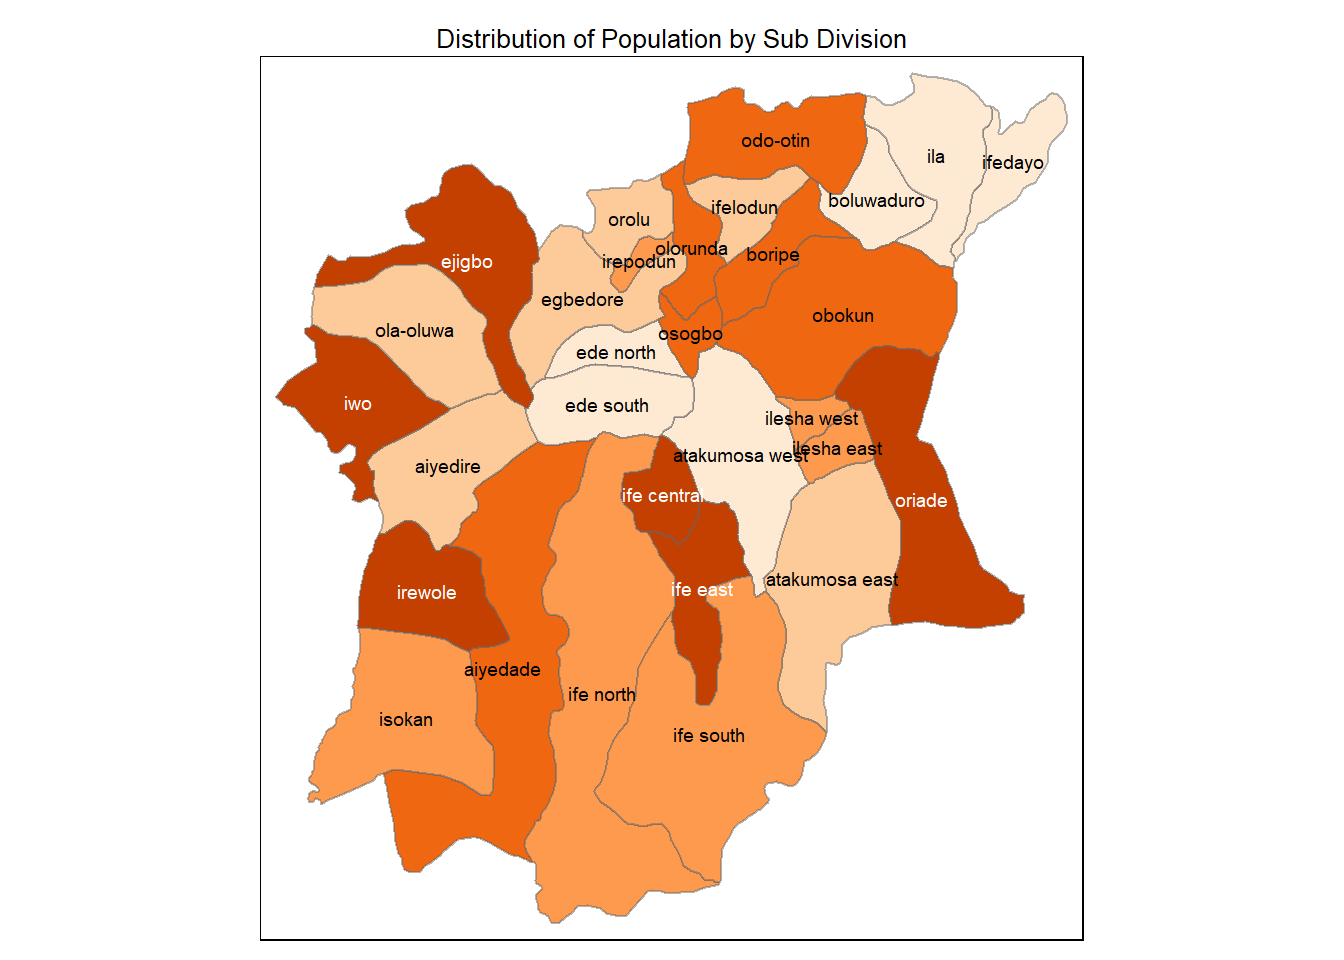 Distribution of Population by Sub Division
odo-otin
ila
ifedayo
boluwaduro
ifelodun
orolu
olorunda
boripe
irepodun
ejigbo
egbedore
obokun
ola-oluwa
osogbo
ede north
iwo
ede south
ilesha west
ilesha east
atakumosa west
aiyedire
ife central
oriade
atakumosa east
ife east
irewole
aiyedade
ife north
isokan
ife south